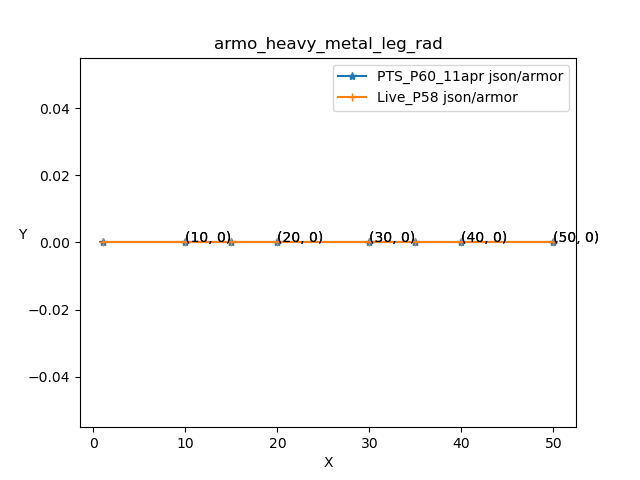 armo_heavy_metal_leg_rad
PTS_P60_11apr json/armor
Live_P58 json/armor
0.04
0.02
Y 0.00
(10, 0) (20, 0) (30, 0) (40, 0) (50, 0)
−0.02
−0.04
0 10 20 30 40 50
X